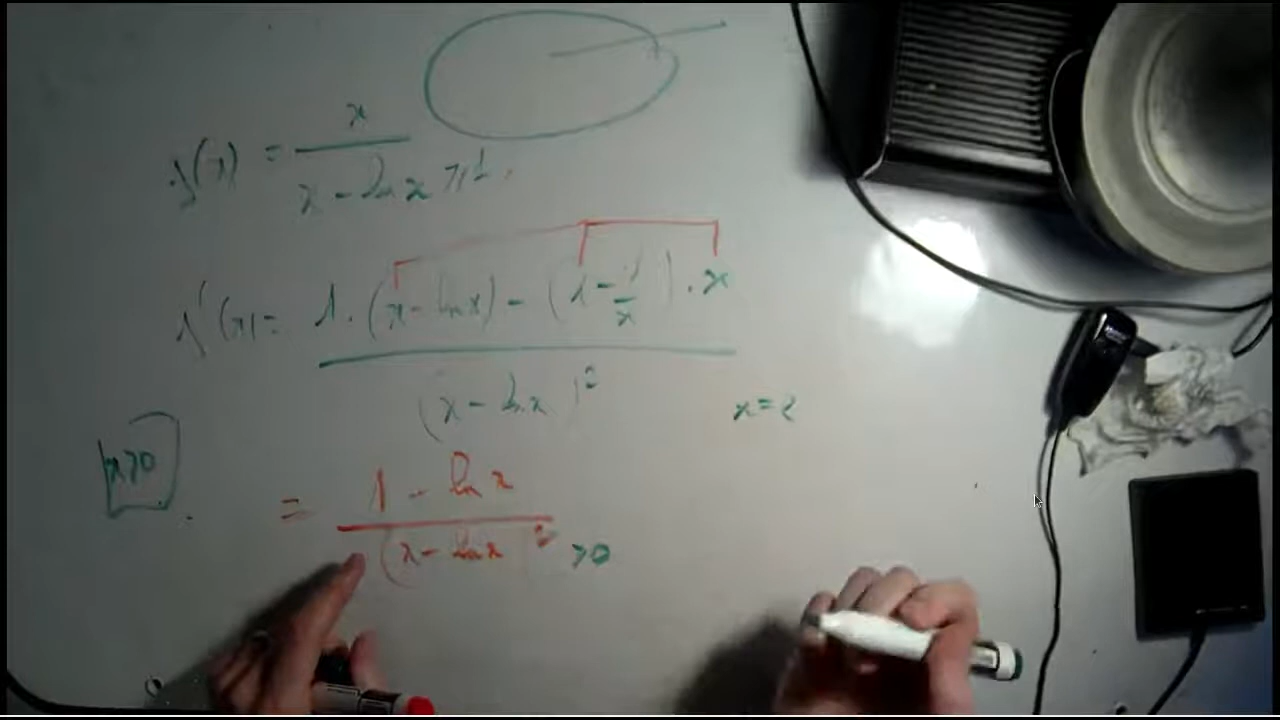 f(x) = x / (x - ln x) ≥ 1
f'(x) = (1 · (x - ln x) - (1 - 1/x) · x) / (x - ln x)²
x = e
x > 0
= (1 - ln x) / (x - ln x)² > 0